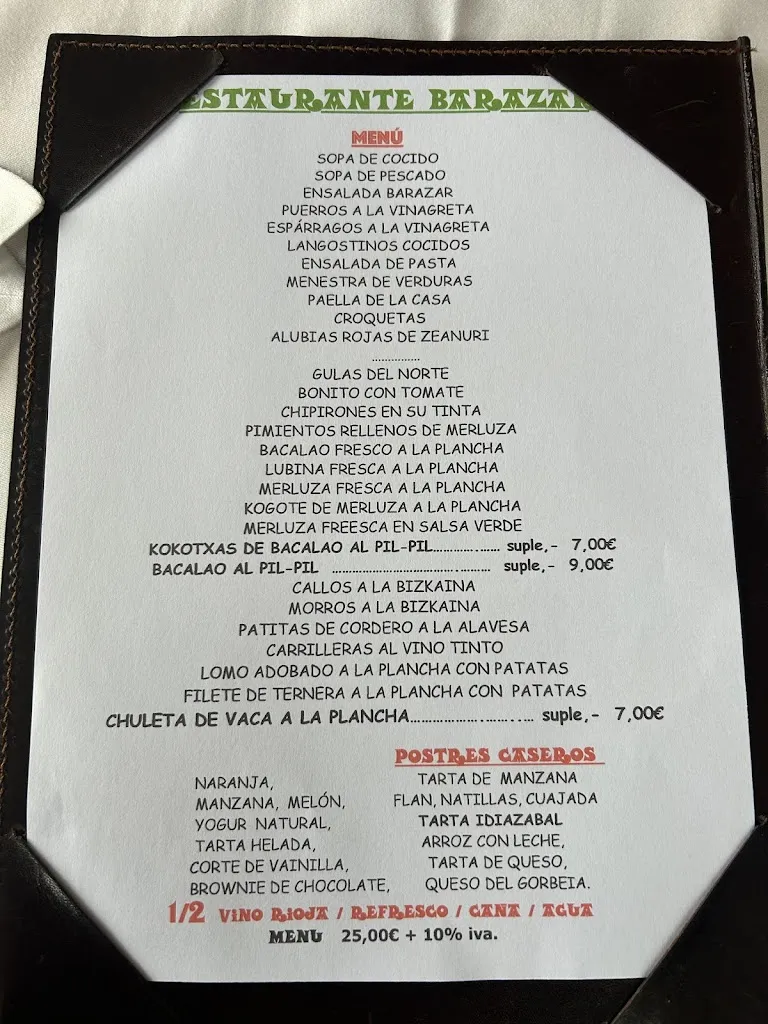 ESTAURANTE BARAZA
MENÚ
SOPA DE COCIDO
SOPA DE PESCADO
ENSALADA BARAZAR
PUERROS A LA VINAGRETA
ESPÁRRAGOS A LA VINAGRETA
LANGOSTINOS COCIDOS
ENSALADA DE PASTA
MENESTRA DE VERDURAS
PAELLA DE LA CASA
CROQUETAS
ALUBIAS ROJAS DE ZEANURI
...............
GULAS DEL NORTE
BONITO CON TOMATE
CHIPIRONES EN SU TINTA
PIMIENTOS RELLENOS DE MERLUZA
BACALAO FRESCO A LA PLANCHA
LUBINA FRESCA A LA PLANCHA
MERLUZA FRESCA A LA PLANCHA
KOGOTE DE MERLUZA A LA PLANCHA
MERLUZA FREESCA EN SALSA VERDE
KOKOTXAS DE BACALAO AL PIL-PIL.................. suple,- 7,00€
BACALAO AL PIL-PIL ........................................ suple,- 9,00€
CALLOS A LA BIZKAINA
MORROS A LA BIZKAINA
PATITAS DE CORDERO A LA ALAVESA
CARRILLERAS AL VINO TINTO
LOMO ADOBADO A LA PLANCHA CON PATATAS
FILETE DE TERNERA A LA PLANCHA CON PATATAS
CHULETA DE VACA A LA PLANCHA............................ suple,- 7,00€
POSTRES CASEROS
NARANJA, TARTA DE MANZANA
MANZANA, MELÓN, FLAN, NATILLAS, CUAJADA
YOGUR NATURAL, TARTA IDIAZABAL
TARTA HELADA, ARROZ CON LECHE,
CORTE DE VAINILLA, TARTA DE QUESO,
BROWNIE DE CHOCOLATE, QUESO DEL GORBEIA.
1/2 VINO RIOJA / REFRESCO / CANA / AGUA
MENU 25,00€ + 10% iva.